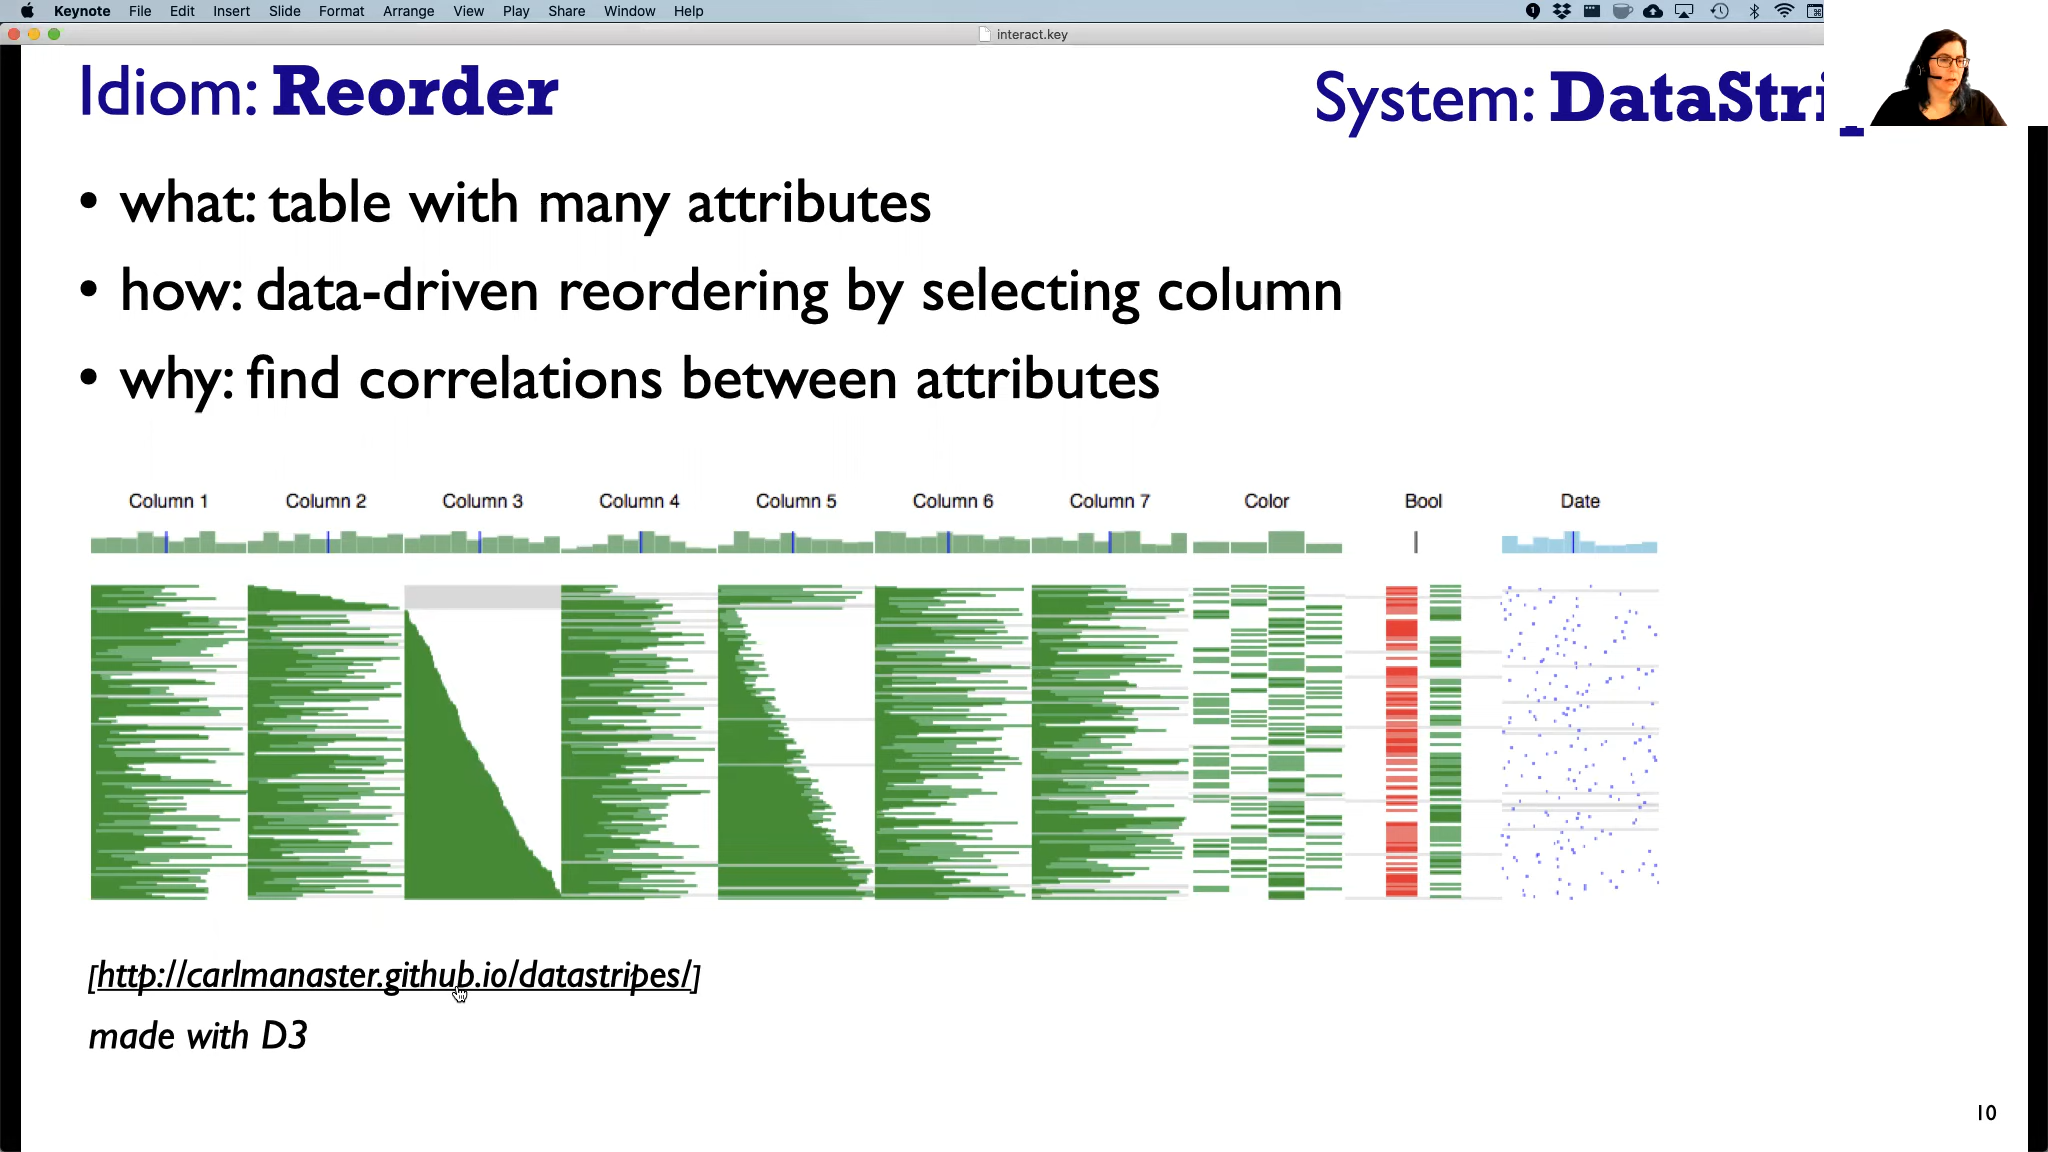 Keynote File Edit Insert Slide Format Arrange View Play Share Window Help
interact.key
Idiom: Reorder
System: DataStri
• what: table with many attributes
• how: data-driven reordering by selecting column
• why: find correlations between attributes
Column 1 Column 2 Column 3 Column 4 Column 5 Column 6 Column 7 Color Bool Date
[http://carlmanaster.github.io/datastripes/]
made with D3
10